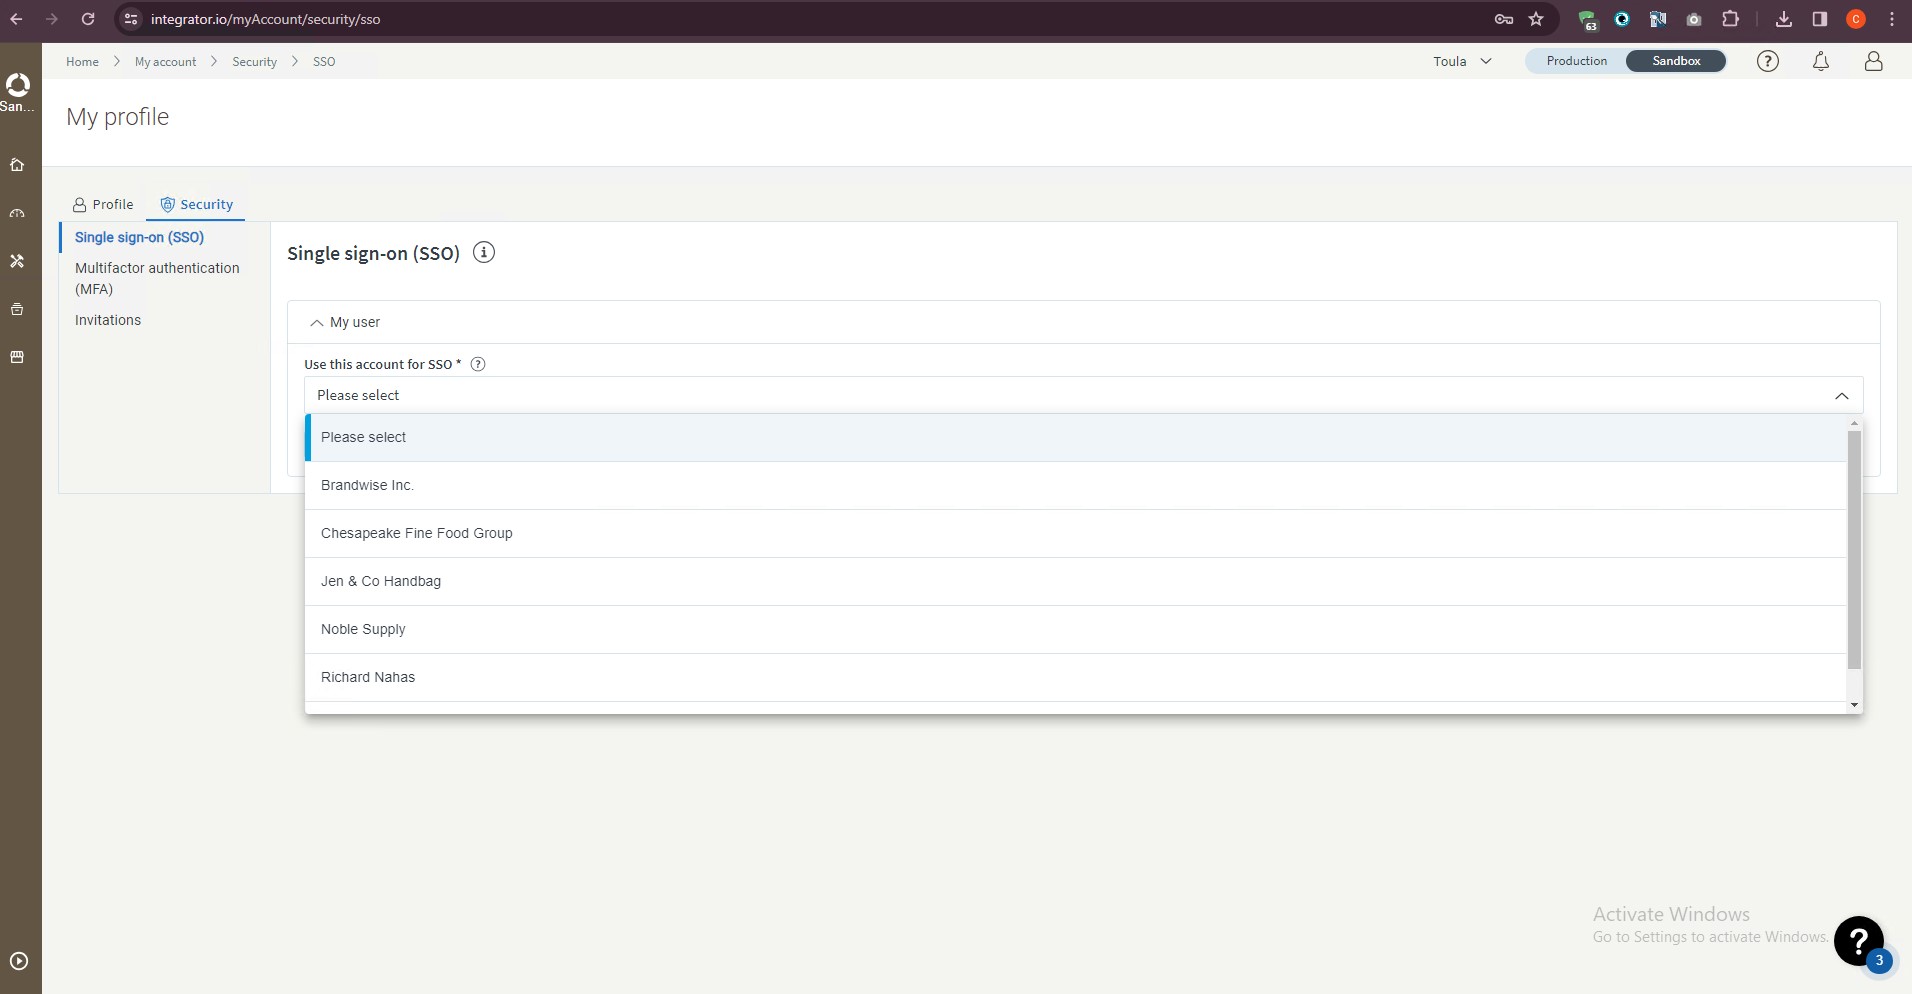 integrator.io/myAccount/security/sso
63
C
Home My account Security SSO
Toula
Production Sandbox
San...
My profile
Profile Security
Single sign-on (SSO)
Multifactor authentication
(MFA)
Invitations
Single sign-on (SSO)
My user
Use this account for SSO *
Please select
Please select
Brandwise Inc.
Chesapeake Fine Food Group
Jen & Co Handbag
Noble Supply
Richard Nahas
Activate Windows
Go to Settings to activate Windows.
?
3